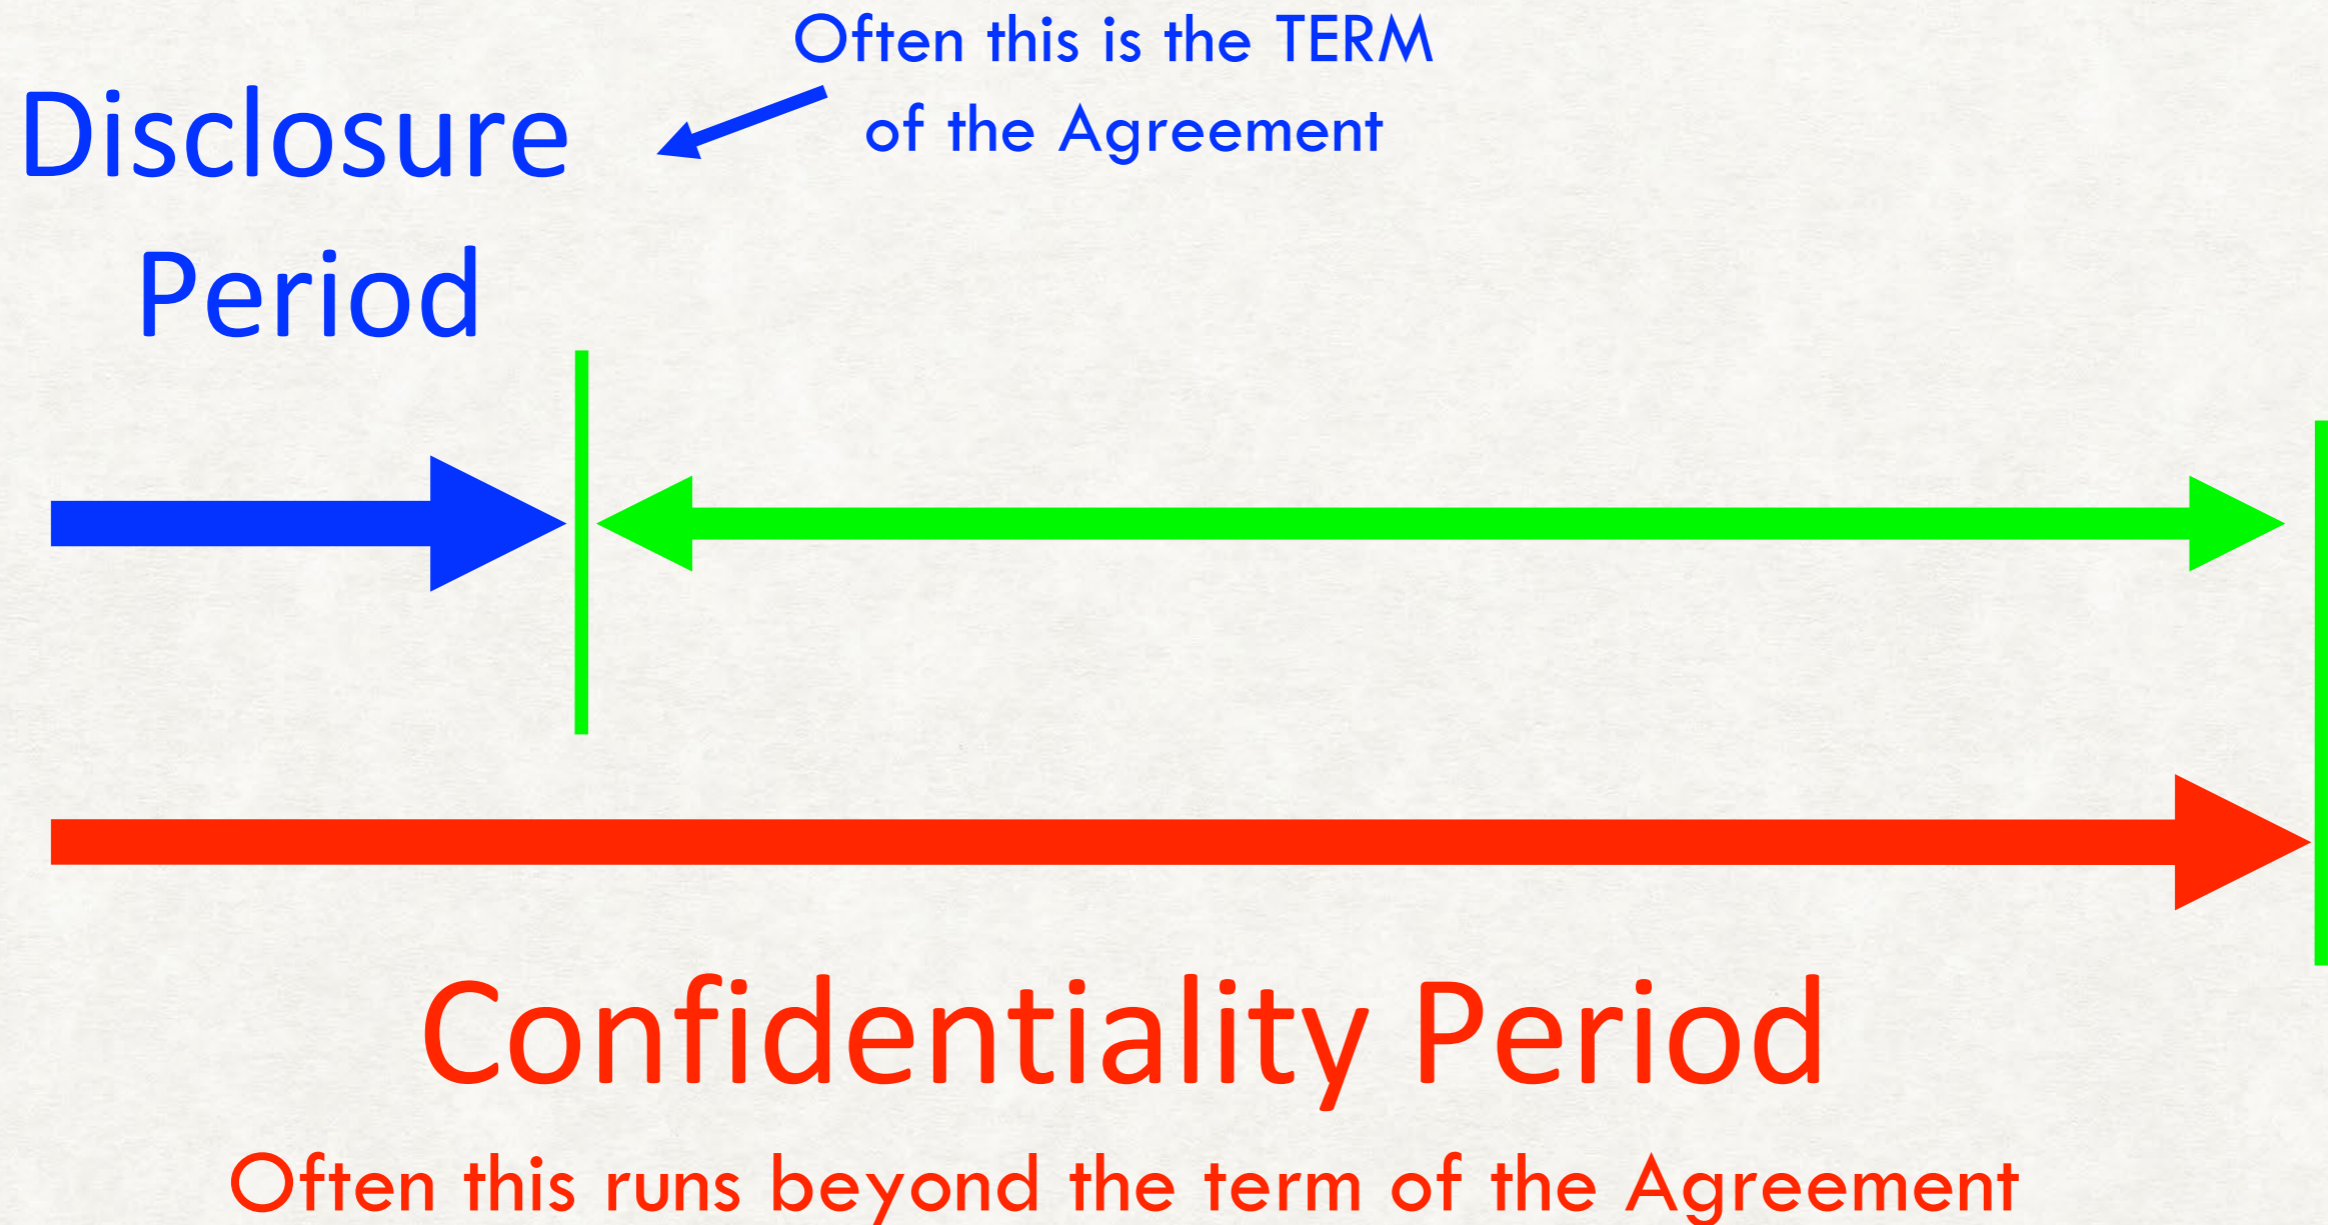 Often this is the TERM
of the Agreement
Disclosure
Period
Confidentiality Period
Often this runs beyond the term of the Agreement